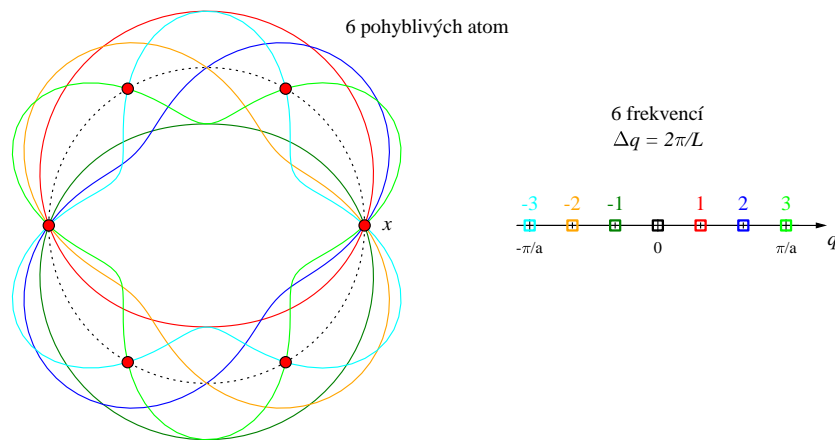 6 pohyblivých atom
x
6 frekvencí
Δq = 2π/L
-3 -2 -1 1 2 3
-π/a 0 π/a q